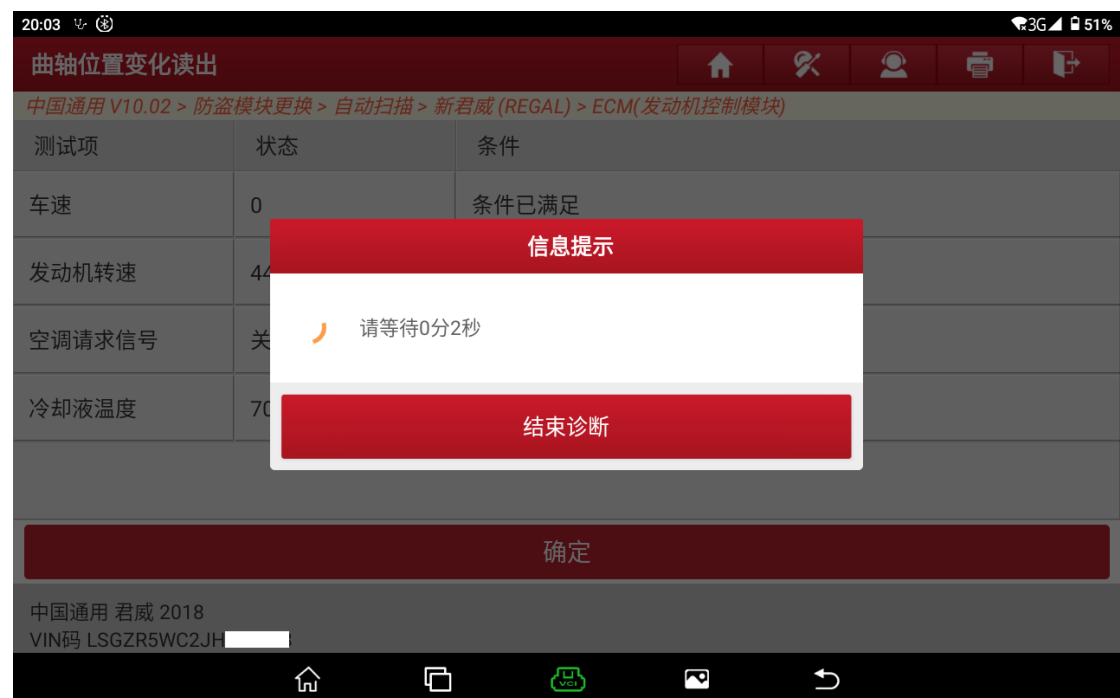 20:03 3G 51%
曲轴位置变化读出
中国通用 V10.02 > 防盗模块更换 > 自动扫描 > 新君威 (REGAL) > ECM(发动机控制模块)
测试项 状态 条件
车速 0 条件已满足
信息提示
发动机转速 44
请等待0分2秒
空调请求信号 关
冷却液温度 70
结束诊断
确定
中国通用 君威 2018
VIN码 LSGZR5WC2JH
VCI